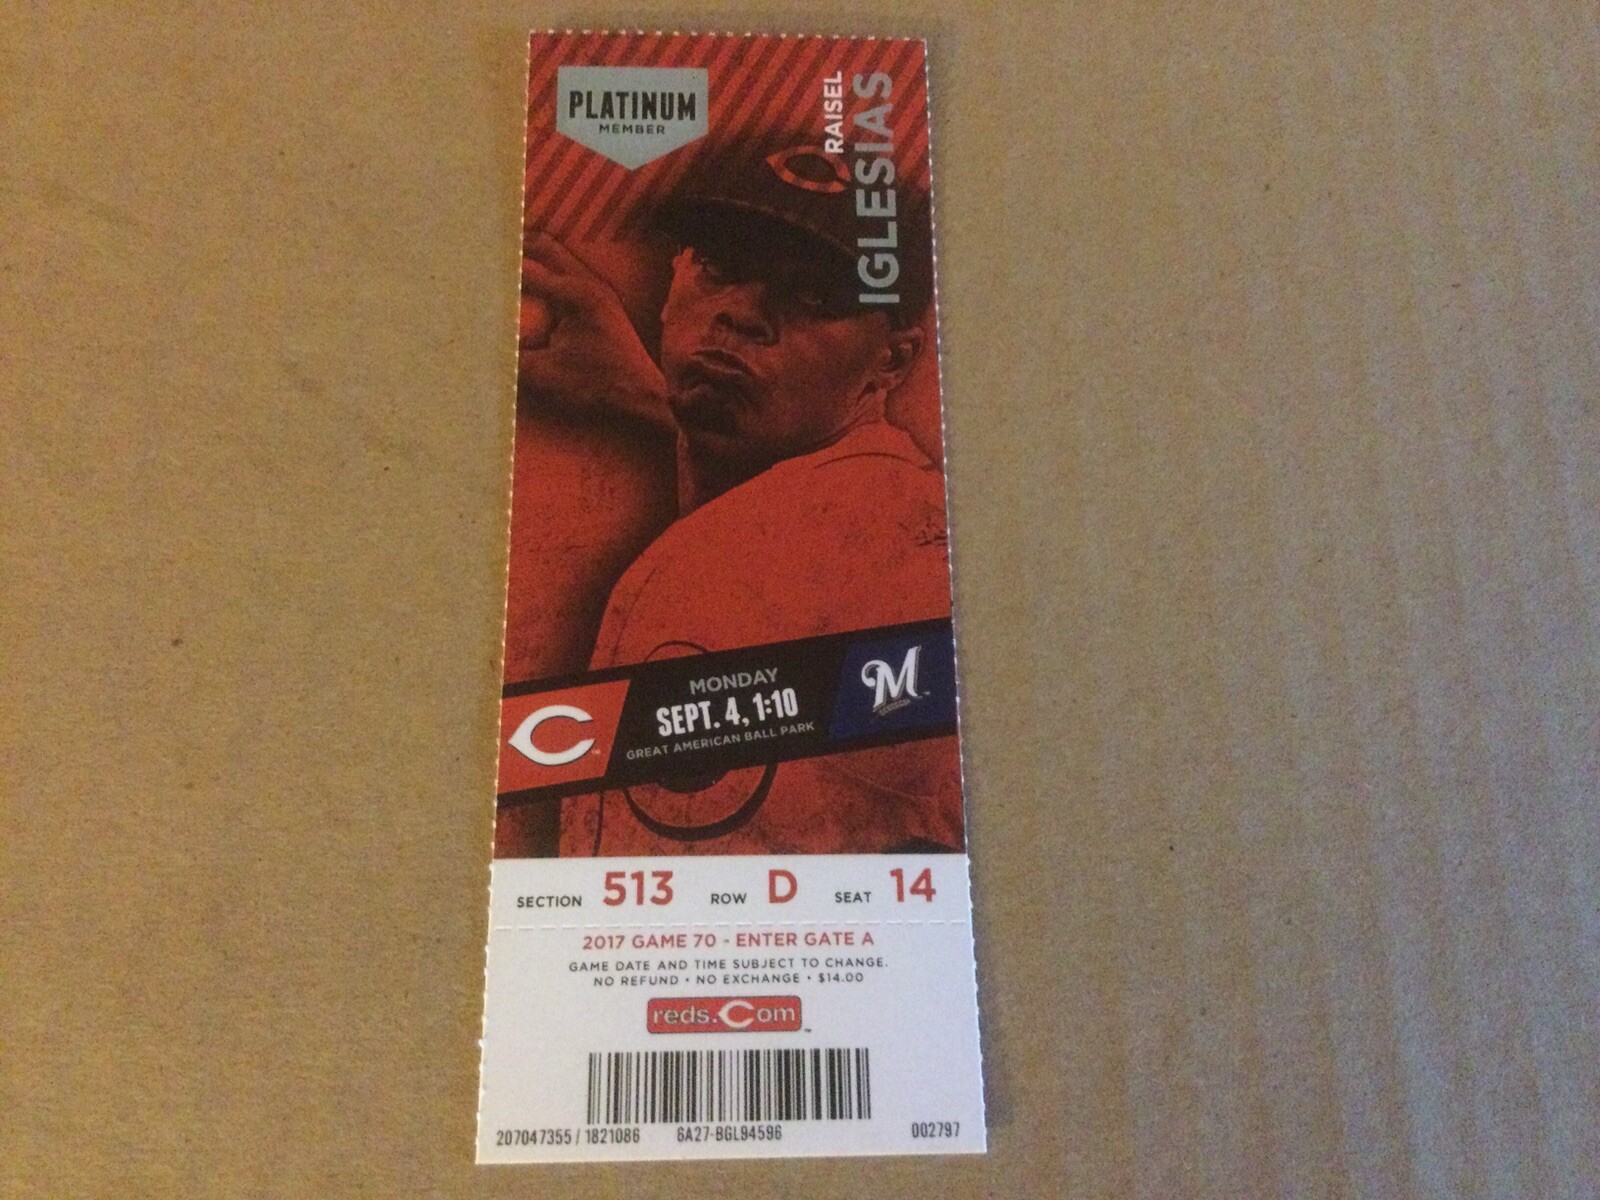 PLATINUM
MEMBER
RAISEL
IGLESIAS
MONDAY
SEPT. 4, 1:10
GREAT AMERICAN BALL PARK
M
SECTION 513 ROW D SEAT 14
2017 GAME 70 - ENTER GATE A
GAME DATE AND TIME SUBJECT TO CHANGE.
NO REFUND • NO EXCHANGE • $14.00
reds.Com
207047355 / 1821086 6A27-BGL94596 002797